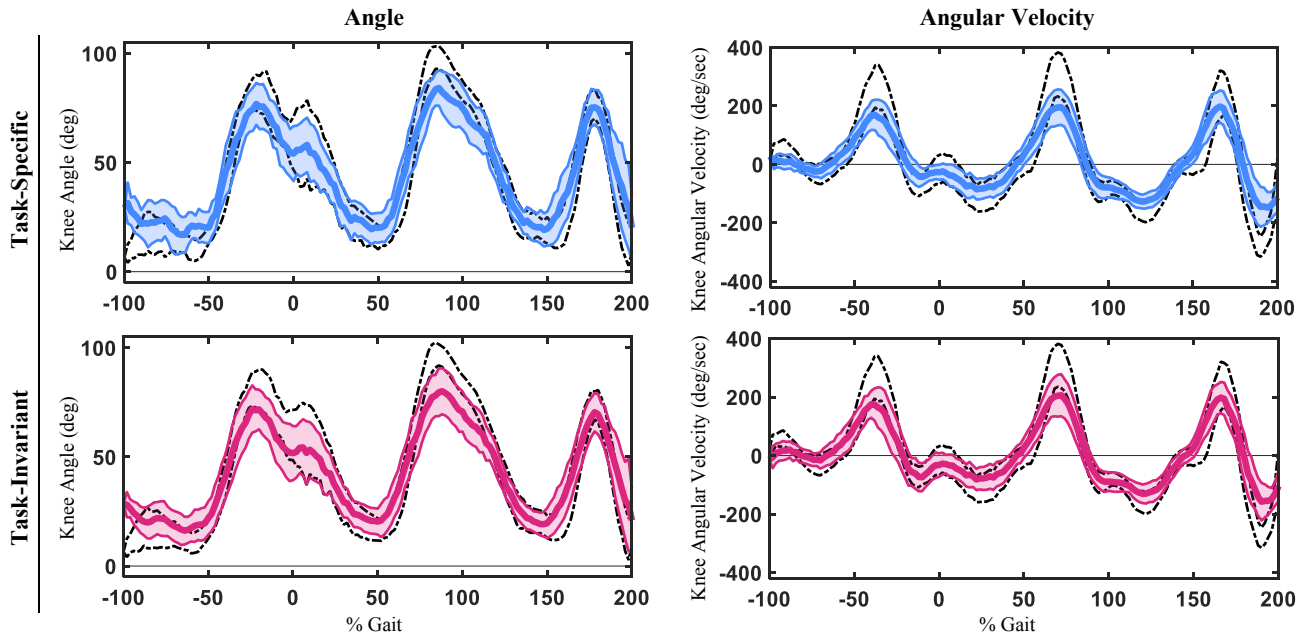 Angle
Angular Velocity
Task-Specific
Knee Angle (deg)
100
50
0
-100 -50 0 50 100 150 200
Knee Angular Velocity (deg/sec)
400
200
0
-200
-400
-100 -50 0 50 100 150 200
Task-Invariant
Knee Angle (deg)
100
50
0
-100 -50 0 50 100 150 200
% Gait
Knee Angular Velocity (deg/sec)
400
200
0
-200
-400
-100 -50 0 50 100 150 200
% Gait